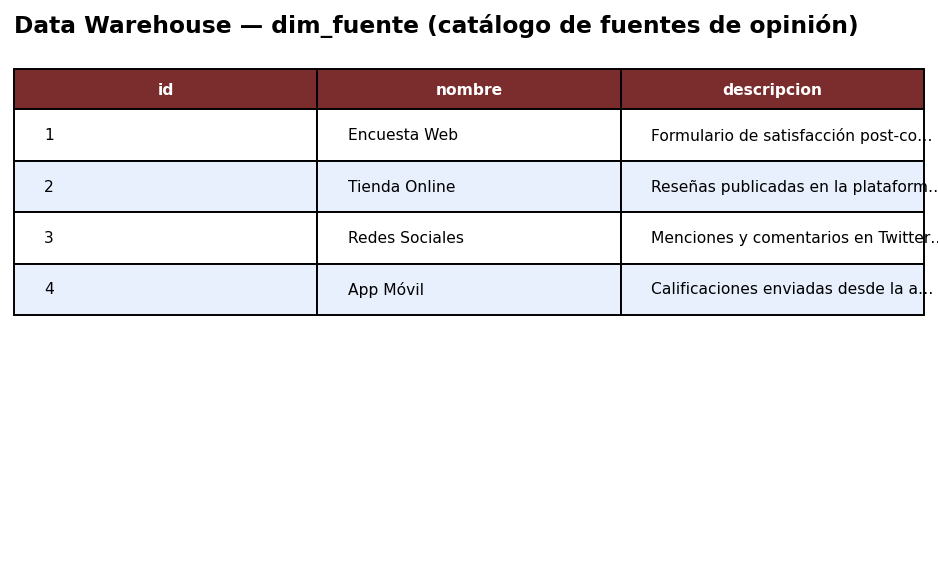 Data Warehouse — dim_fuente (catálogo de fuentes de opinión)
id nombre descripcion
1 Encuesta Web Formulario de satisfacción post-co...
2 Tienda Online Reseñas publicadas en la plataform...
3 Redes Sociales Menciones y comentarios en Twitter...
4 App Móvil Calificaciones enviadas desde la a...